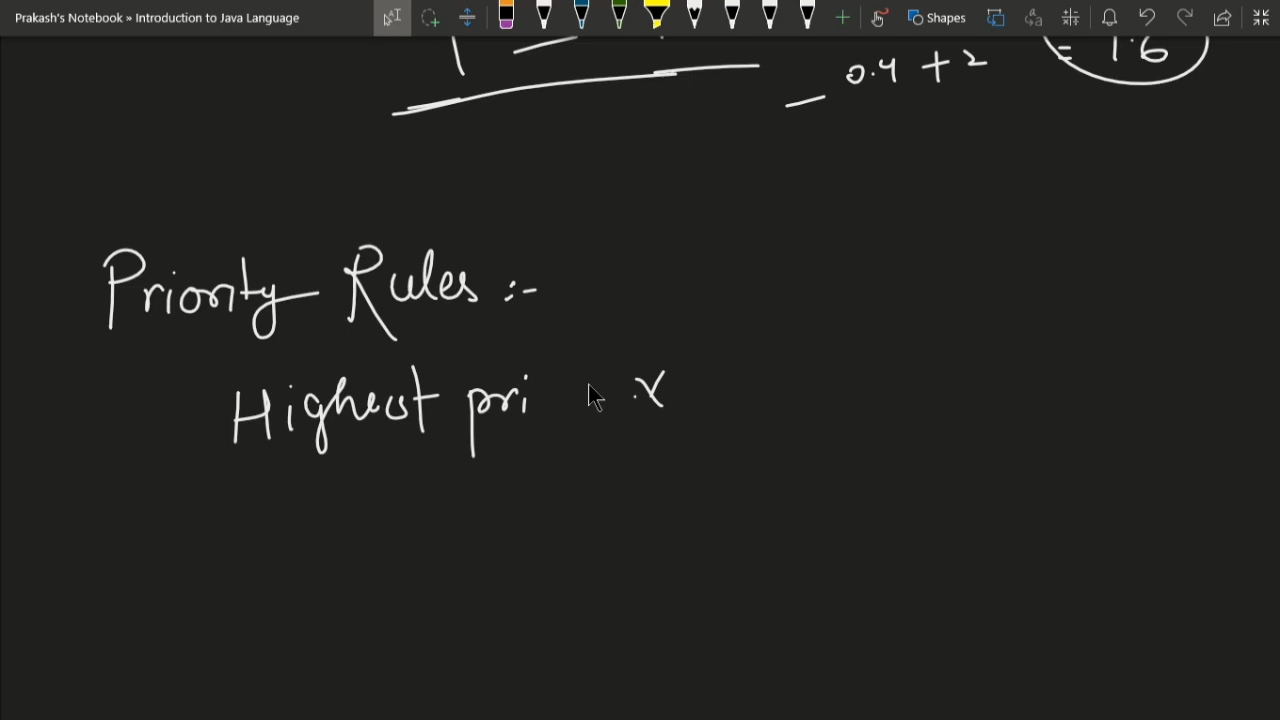 Prakash's Notebook » Introduction to Java Language
Shapes
0.4 + 2
= 1.6
Priority Rules :-
Highest pri